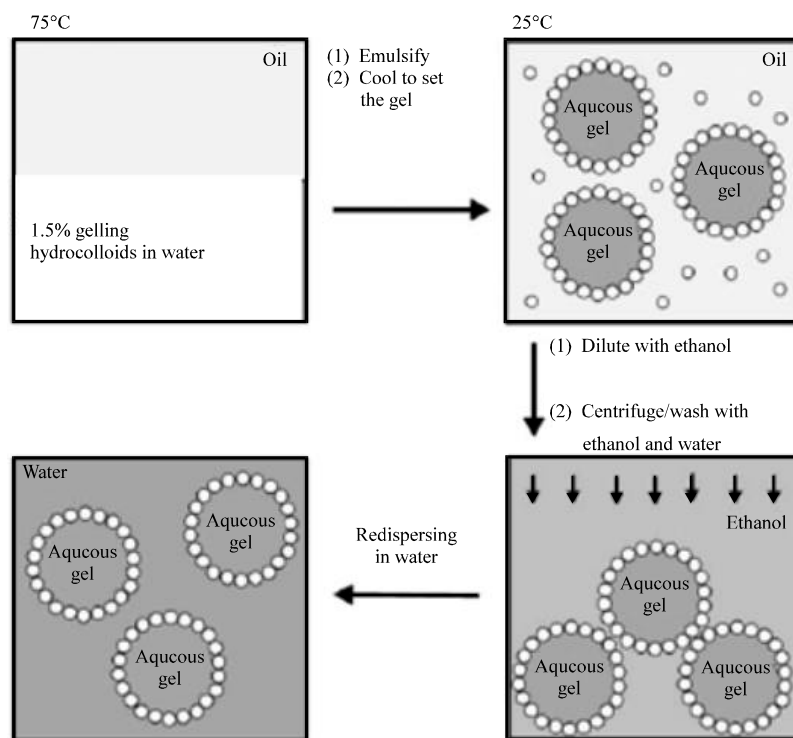 75°C
Oil
1.5% gelling
hydrocolloids in water
(1) Emulsify
(2) Cool to set
the gel
25°C
Oil
Aqucous
gel
Aqucous
gel
Aqucous
gel
(1) Dilute with ethanol
(2) Centrifuge/wash with
ethanol and water
Ethanol
Aqucous
gel
Aqucous
gel
Aqucous
gel
Redispersing
in water
Water
Aqucous
gel
Aqucous
gel
Aqucous
gel